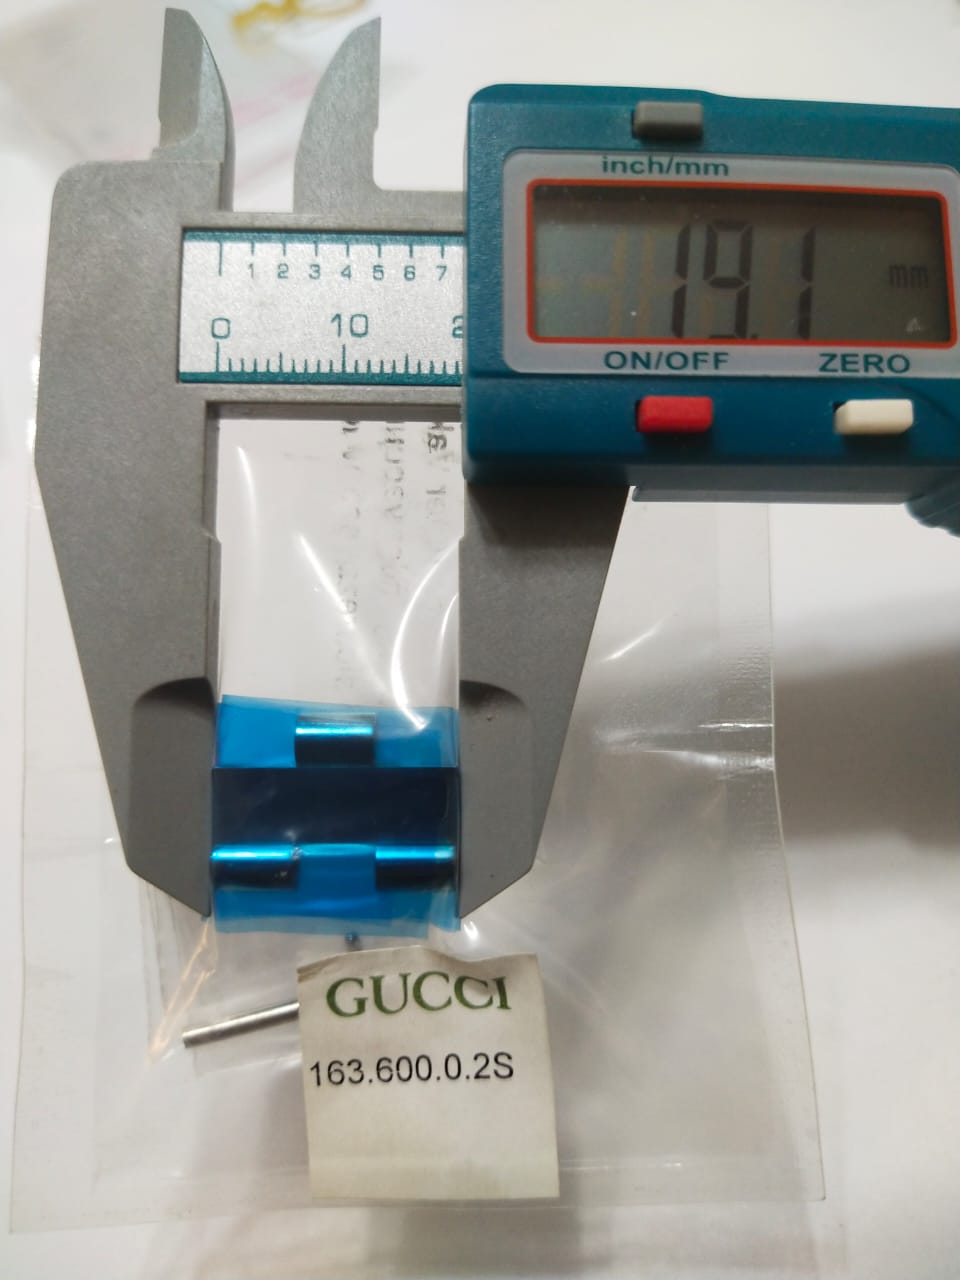 inch/mm
19.1 mm
ON/OFF ZERO
1 2 3 4 5 6 7
0 10
GUCCI
163.600.0.2S